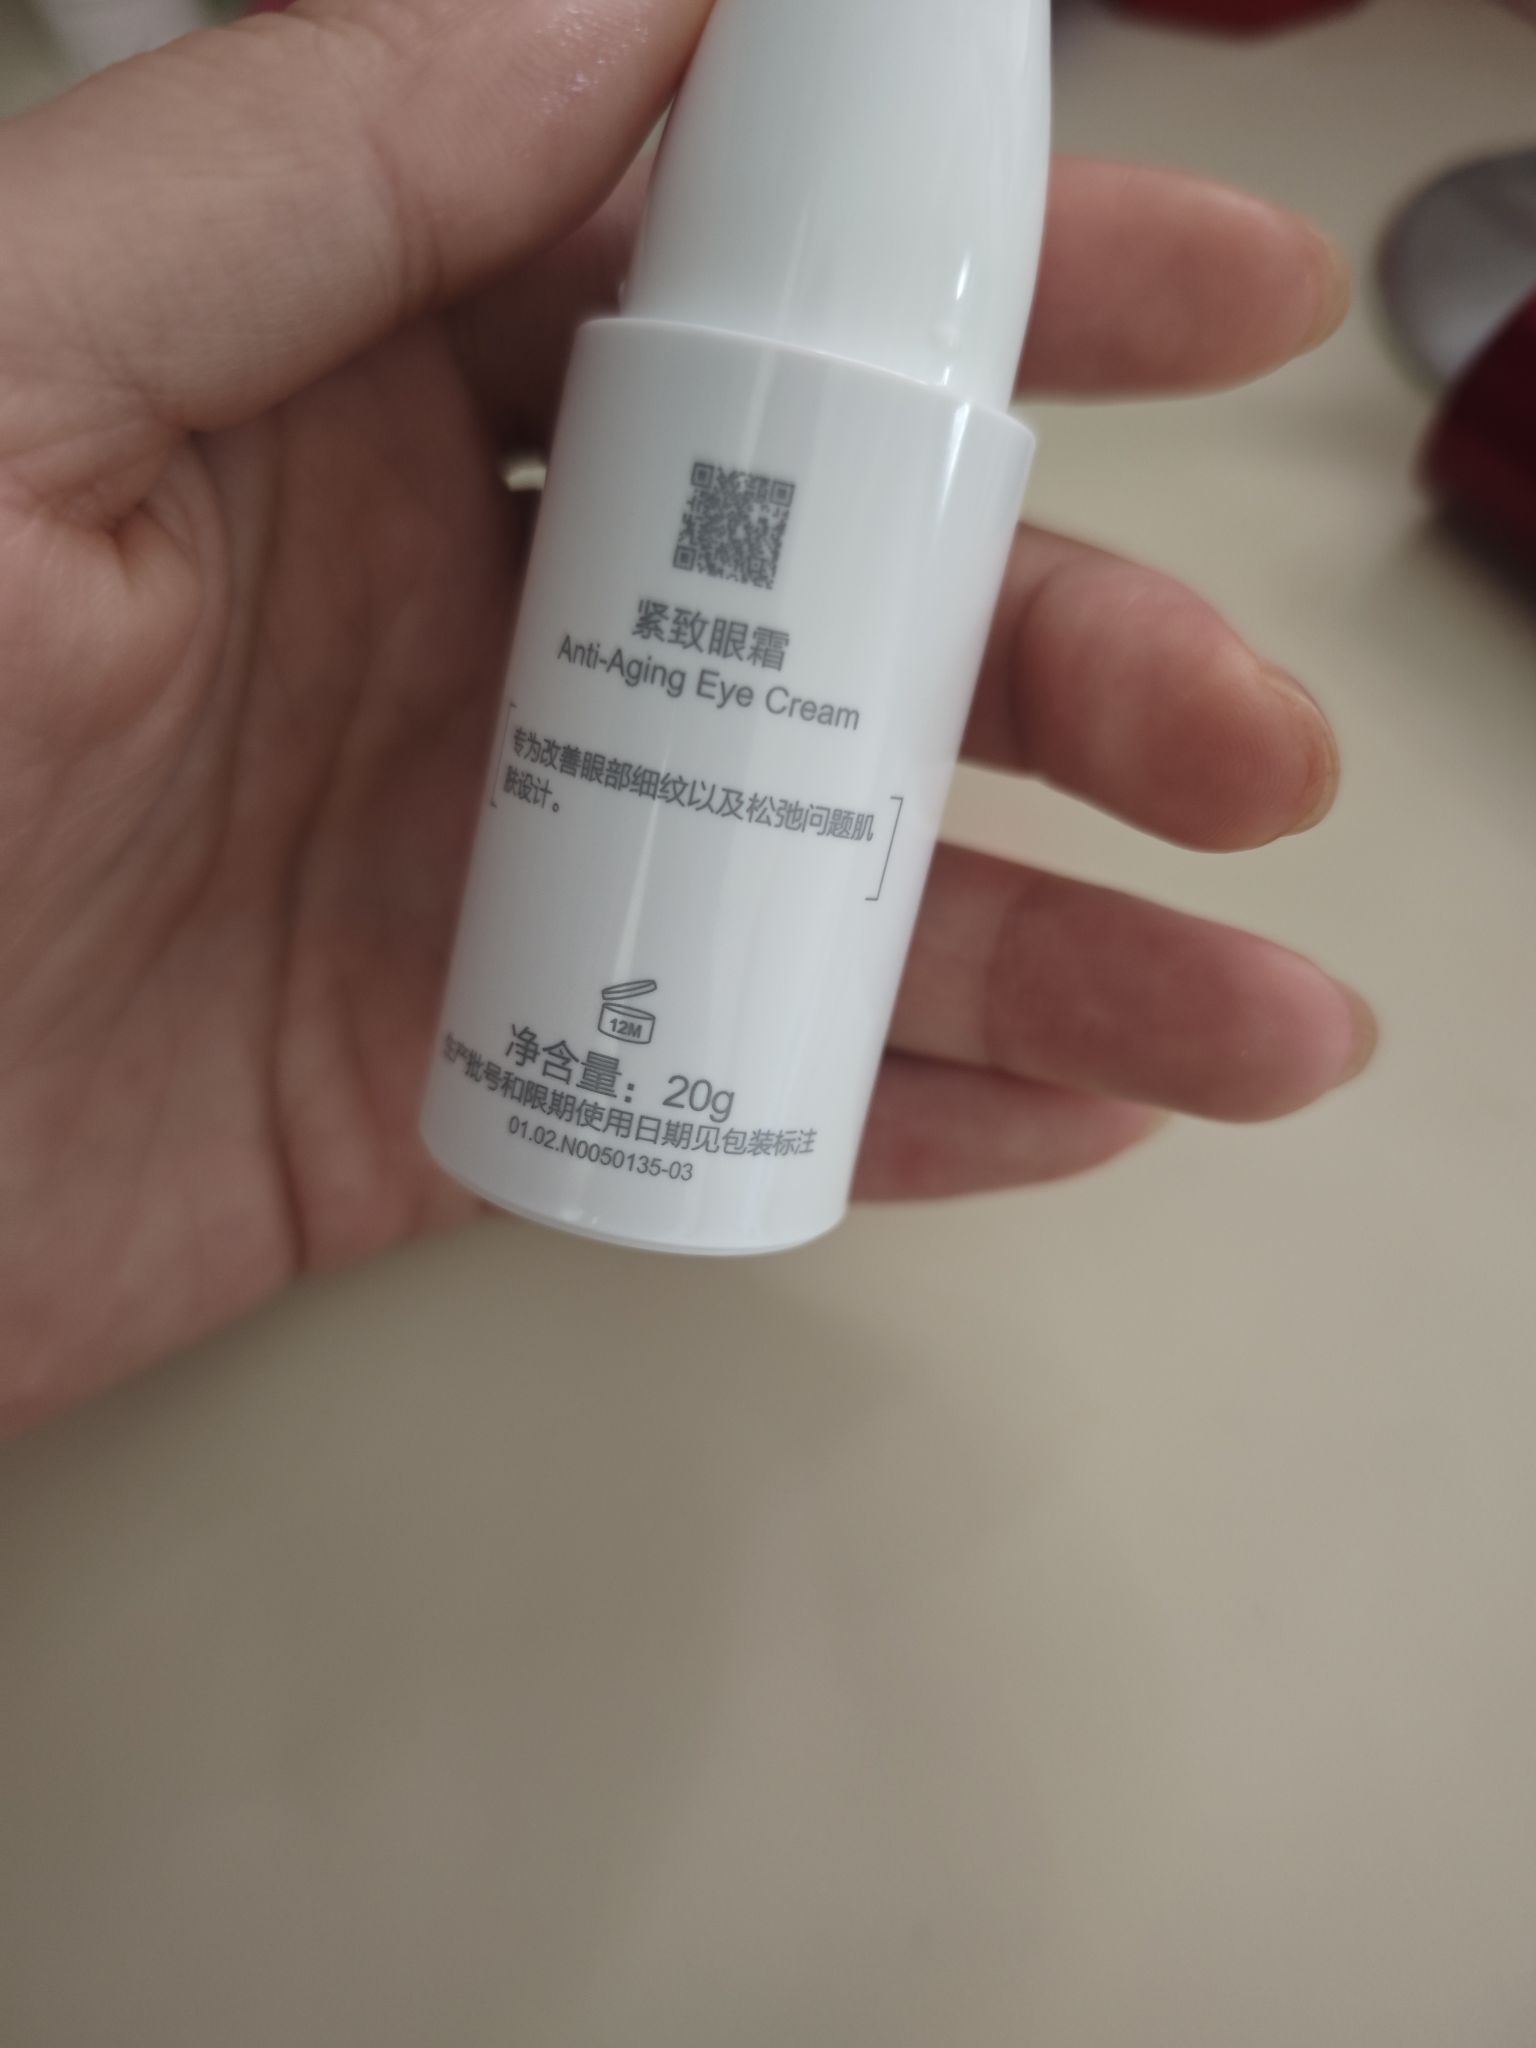 紧致眼霜
Anti-Aging Eye Cream
专为改善眼部细纹以及松弛问题肌
肤设计。
12M
净含量：20g
生产批号和限期使用日期见包装标注
01.02.N0050135-03